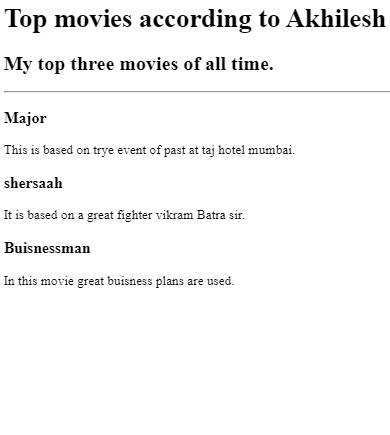 Top movies according to Akhilesh
My top three movies of all time.
Major
This is based on trye event of past at taj hotel mumbai.
shersaah
It is based on a great fighter vikram Batra sir.
Buisnessman
In this movie great buisness plans are used.